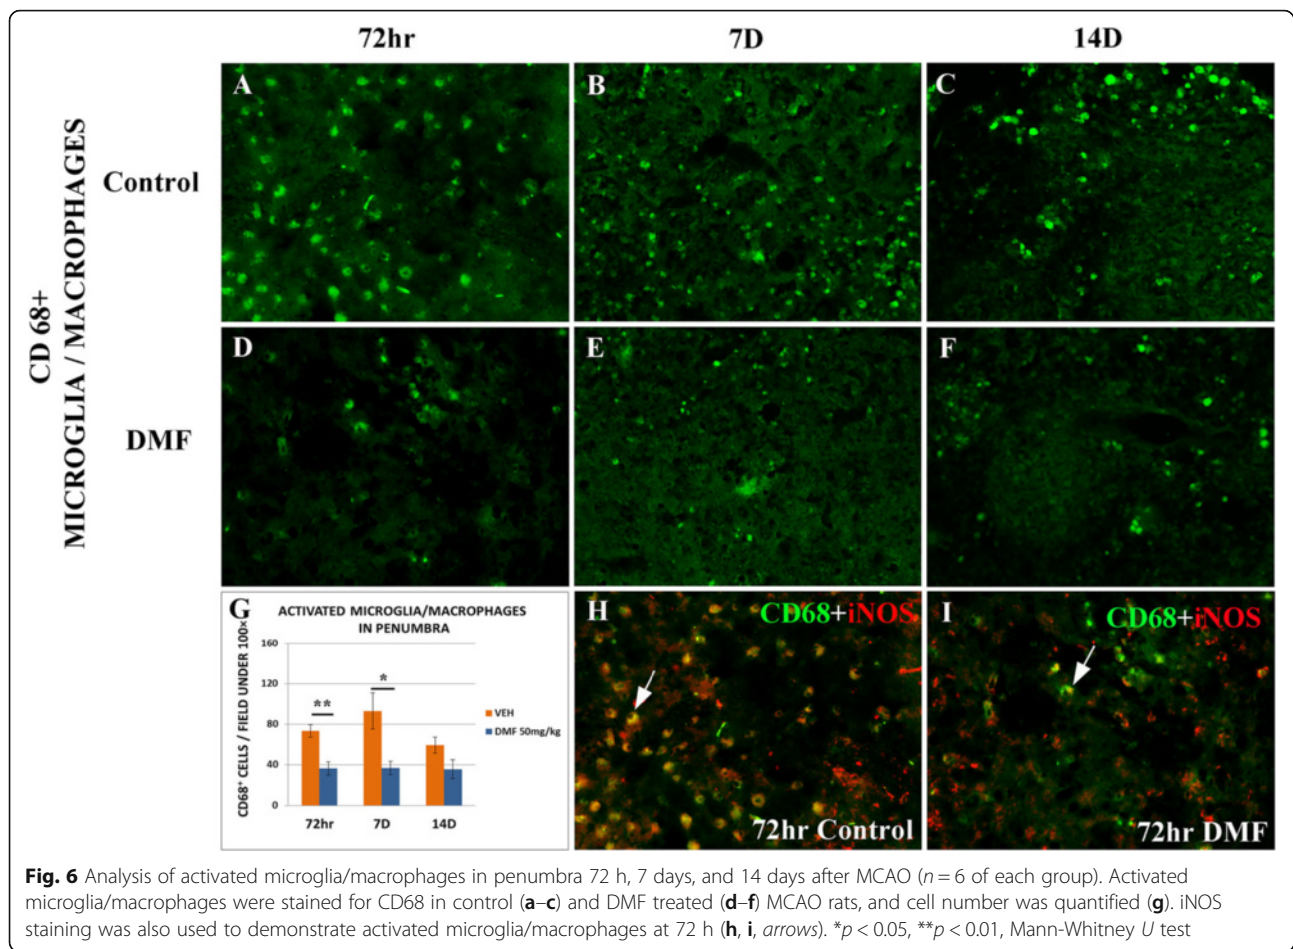 72hr 7D 14D
CD 68+
MICROGLIA / MACROPHAGES
Control
A B C
DMF
D E F
G
ACTIVATED MICROGLIA/MACROPHAGES
IN PENUMBRA
CD68+ CELLS / FIELD UNDER 100×
160
120
80
40
0
** *
72hr 7D 14D
VEH
DMF 50mg/kg
H CD68+iNOS
72hr Control
I CD68+iNOS
72hr DMF
Fig. 6 Analysis of activated microglia/macrophages in penumbra 72 h, 7 days, and 14 days after MCAO (n = 6 of each group). Activated
microglia/macrophages were stained for CD68 in control (a–c) and DMF treated (d–f) MCAO rats, and cell number was quantified (g). iNOS
staining was also used to demonstrate activated microglia/macrophages at 72 h (h, i, arrows). *p < 0.05, **p < 0.01, Mann-Whitney U test